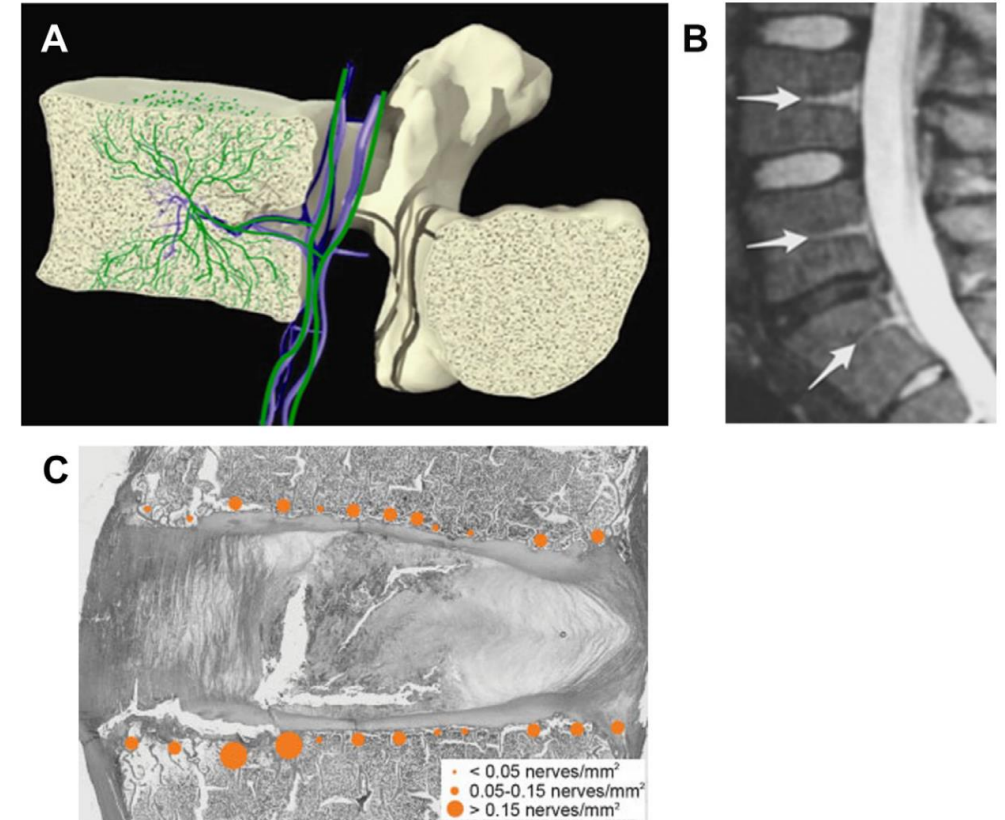 A
B
C
< 0.05 nerves/mm²
0.05-0.15 nerves/mm²
> 0.15 nerves/mm²